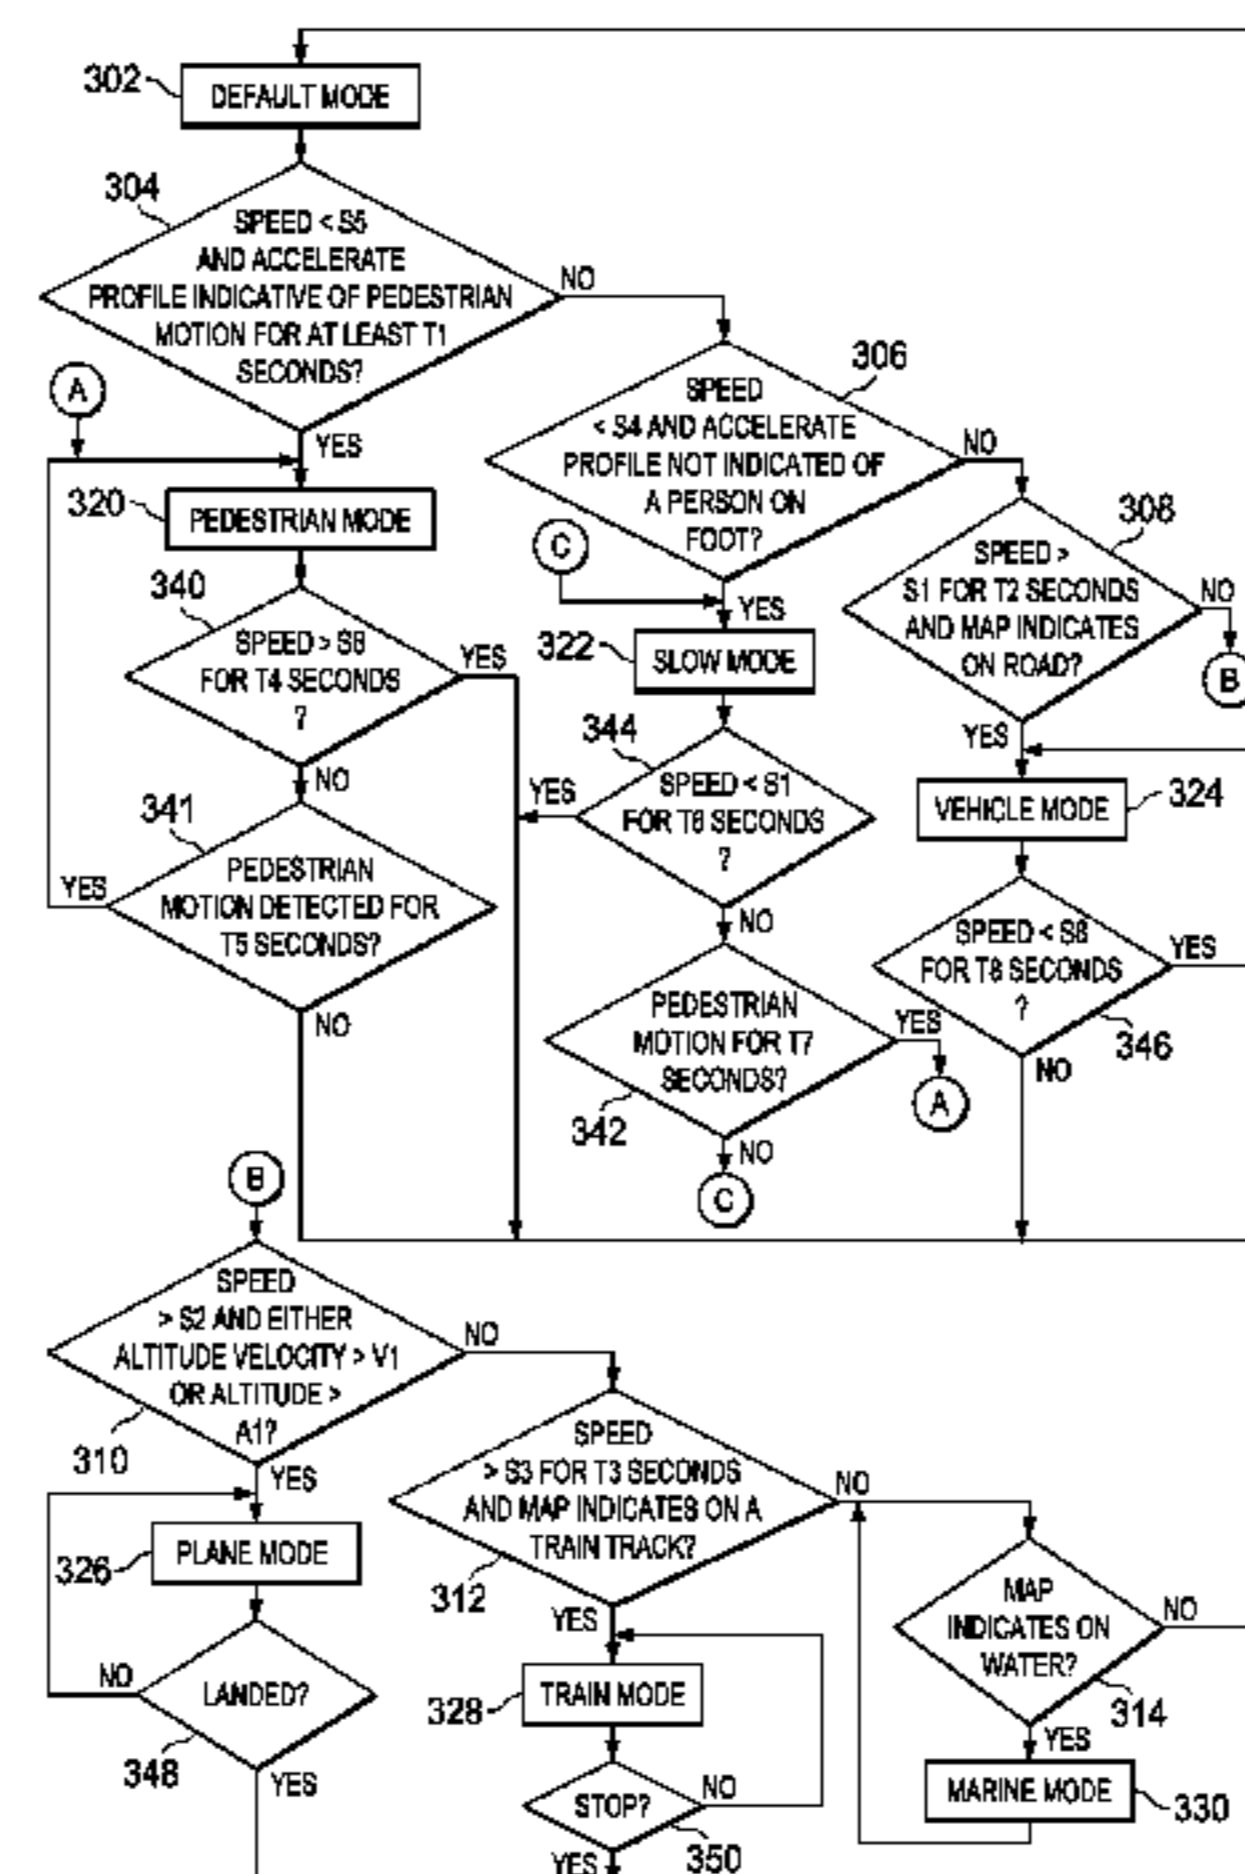 302
DEFAULT MODE
304
SPEED < S5
AND ACCELERATE
PROFILE INDICATIVE OF PEDESTRIAN
MOTION FOR AT LEAST T1
SECONDS?
NO
YES
A
306
SPEED
< S4 AND ACCELERATE
PROFILE NOT INDICATED OF
A PERSON ON
FOOT?
NO
YES
C
308
SPEED >
S1 FOR T2 SECONDS
AND MAP INDICATES
ON ROAD?
NO
B
YES
320
PEDESTRIAN MODE
340
SPEED > S6
FOR T4 SECONDS
?
YES
NO
341
PEDESTRIAN
MOTION DETECTED FOR
T5 SECONDS?
YES
NO
322
SLOW MODE
344
SPEED < S1
FOR T6 SECONDS
?
YES
NO
PEDESTRIAN
MOTION FOR T7
SECONDS?
342
YES
A
NO
C
VEHICLE MODE
324
SPEED < S8
FOR T8 SECONDS
?
YES
346
NO
B
SPEED
> S2 AND EITHER
ALTITUDE VELOCITY > V1
OR ALTITUDE >
A1?
310
NO
YES
326
PLANE MODE
LANDED?
NO
348
YES
SPEED
> S3 FOR T3 SECONDS
AND MAP INDICATES ON A
TRAIN TRACK?
312
NO
YES
328
TRAIN MODE
STOP?
NO
350
YES
MAP
INDICATES ON
WATER?
NO
314
YES
MARINE MODE
330